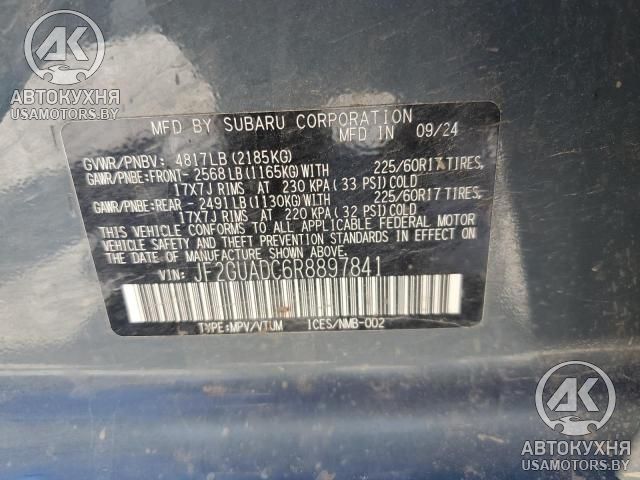 АК
АВТОКУХНЯ
USAMOTORS.BY
MFD BY SUBARU CORPORATION
MFD IN 09/24
GVWR/PNBV: 4817LB(2185KG)
GAWR/PNBE:FRONT- 2568LB(1165KG)WITH 225/60R17TIRES,
17X7J RIMS AT 230 KPA(33 PSI)COLD
GAWR/PNBE:REAR - 2491LB(1130KG)WITH 225/60R17TIRES,
17X7J RIMS AT 220 KPA(32 PSI)COLD
THIS VEHICLE CONFORMS TO ALL APPLICABLE FEDERAL MOTOR
VEHICLE SAFETY AND THEFT PREVENTION STANDARDS IN EFFECT ON
THE DATE OF MANUFACTURE SHOWN ABOVE.
VIN: JF2GUADC6R8897841
TYPE:MPV/VTUM ICES/NMB-002
АК
АВТОКУХНЯ
USAMOTORS.BY